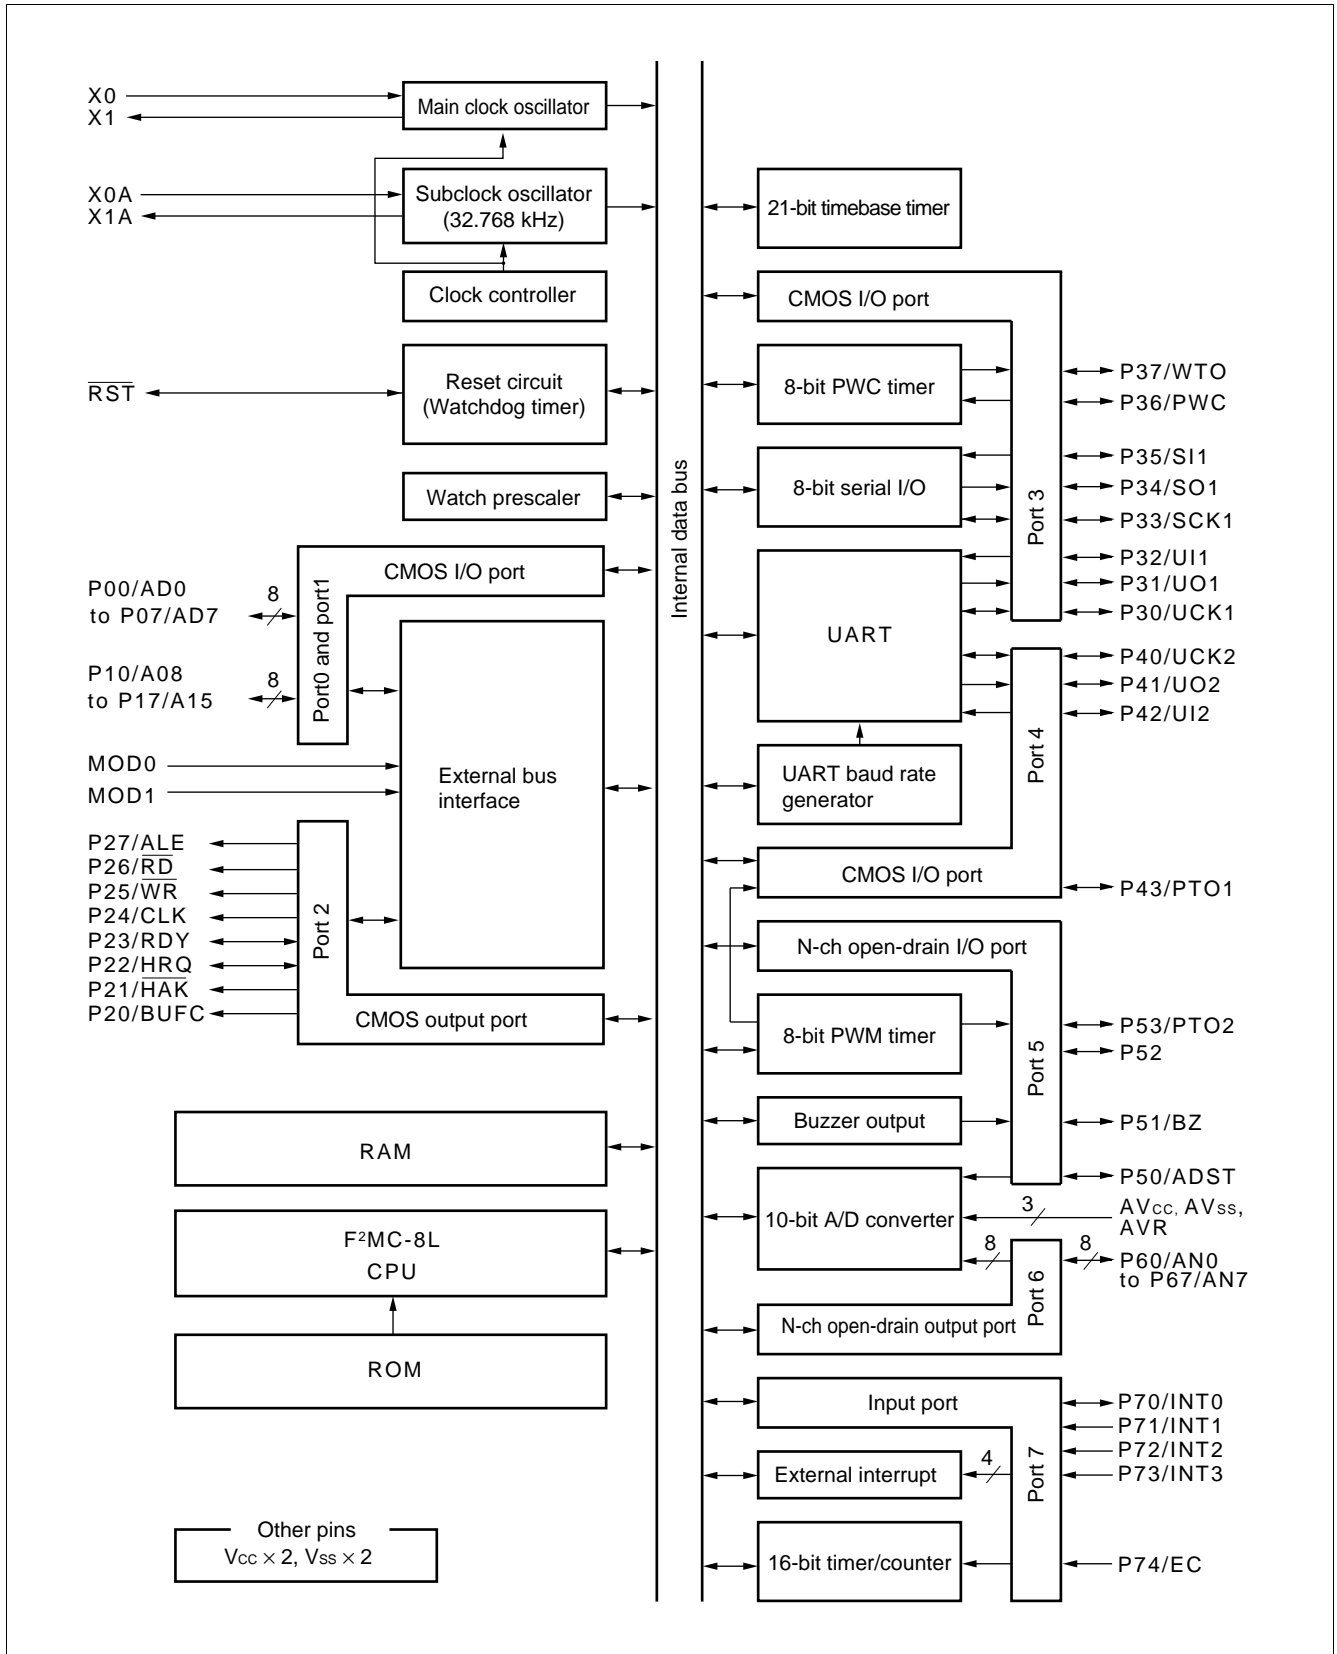 X0
X1
Main clock oscillator
X0A
X1A
Subclock oscillator
(32.768 kHz)
Clock controller
RST
Reset circuit
(Watchdog timer)
Watch prescaler
CMOS I/O port
Port0 and port1
P00/AD0
to P07/AD7
8
P10/A08
to P17/A15
8
MOD0
MOD1
External bus
interface
P27/ALE
P26/RD
P25/WR
P24/CLK
P23/RDY
P22/HRQ
P21/HAK
P20/BUFC
Port 2
CMOS output port
RAM
F²MC-8L
CPU
ROM
Other pins
Vcc × 2, Vss × 2
Internal data bus
21-bit timebase timer
CMOS I/O port
8-bit PWC timer
8-bit serial I/O
Port 3
P37/WTO
P36/PWC
P35/SI1
P34/SO1
P33/SCK1
P32/UI1
P31/UO1
P30/UCK1
UART
P40/UCK2
P41/UO2
P42/UI2
Port 4
UART baud rate
generator
CMOS I/O port
P43/PTO1
N-ch open-drain I/O port
8-bit PWM timer
Port 5
P53/PTO2
P52
Buzzer output
P51/BZ
P50/ADST
10-bit A/D converter
3
AVcc, AVss,
AVR
8
8
P60/AN0
to P67/AN7
Port 6
N-ch open-drain output port
Input port
P70/INT0
P71/INT1
P72/INT2
P73/INT3
Port 7
External interrupt
4
16-bit timer/counter
P74/EC